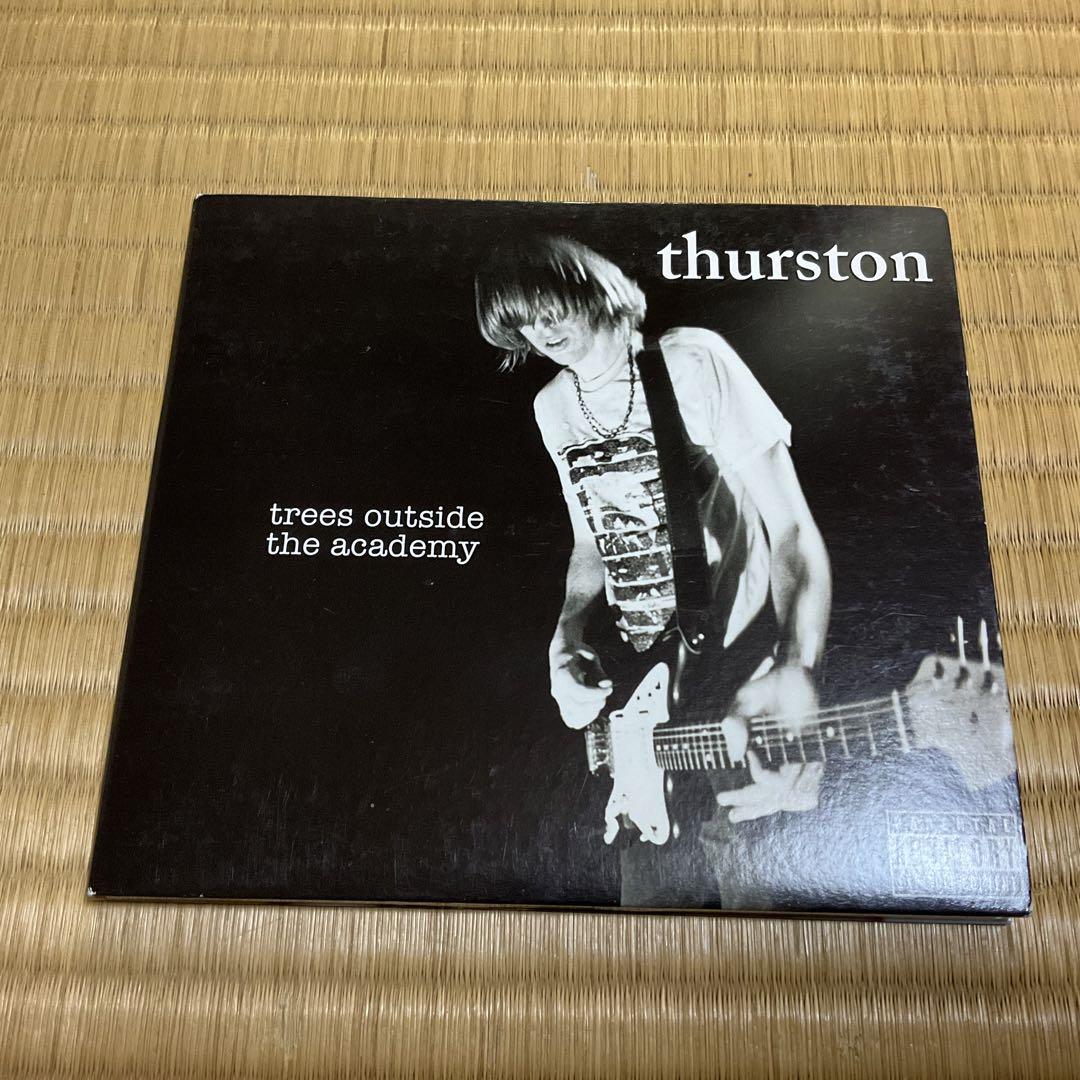 thurston
trees outside
the academy